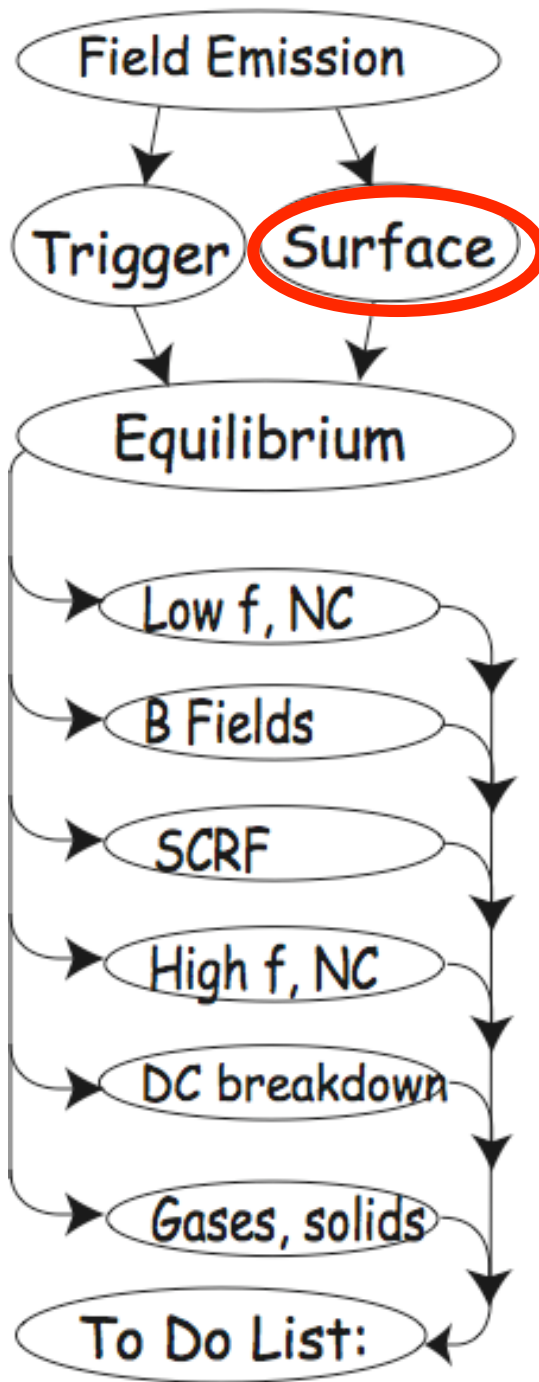 Field Emission
Trigger
Surface
Equilibrium
Low f, NC
B Fields
SCRF
High f, NC
DC breakdown
Gases, solids
To Do List: